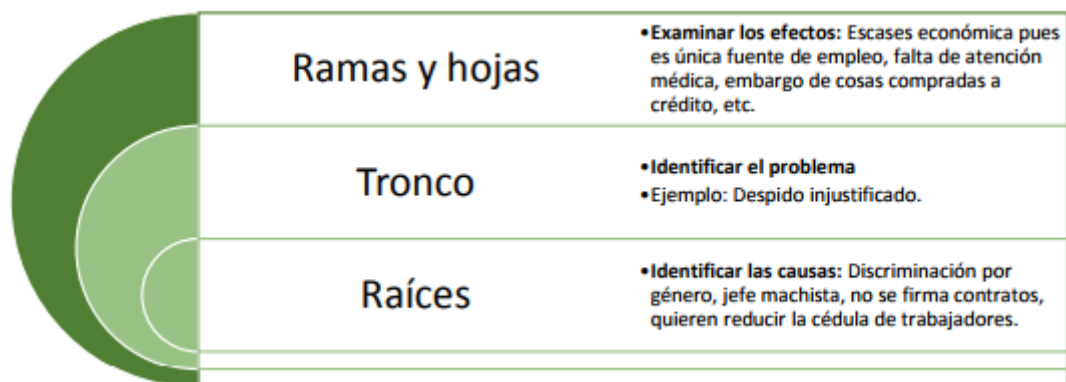 Ramas y hojas
•Examinar los efectos: Escases económica pues
es única fuente de empleo, falta de atención
médica, embargo de cosas compradas a
crédito, etc.
Tronco
•Identificar el problema
•Ejemplo: Despido injustificado.
Raíces
•Identificar las causas: Discriminación por
género, jefe machista, no se firma contratos,
quieren reducir la cédula de trabajadores.